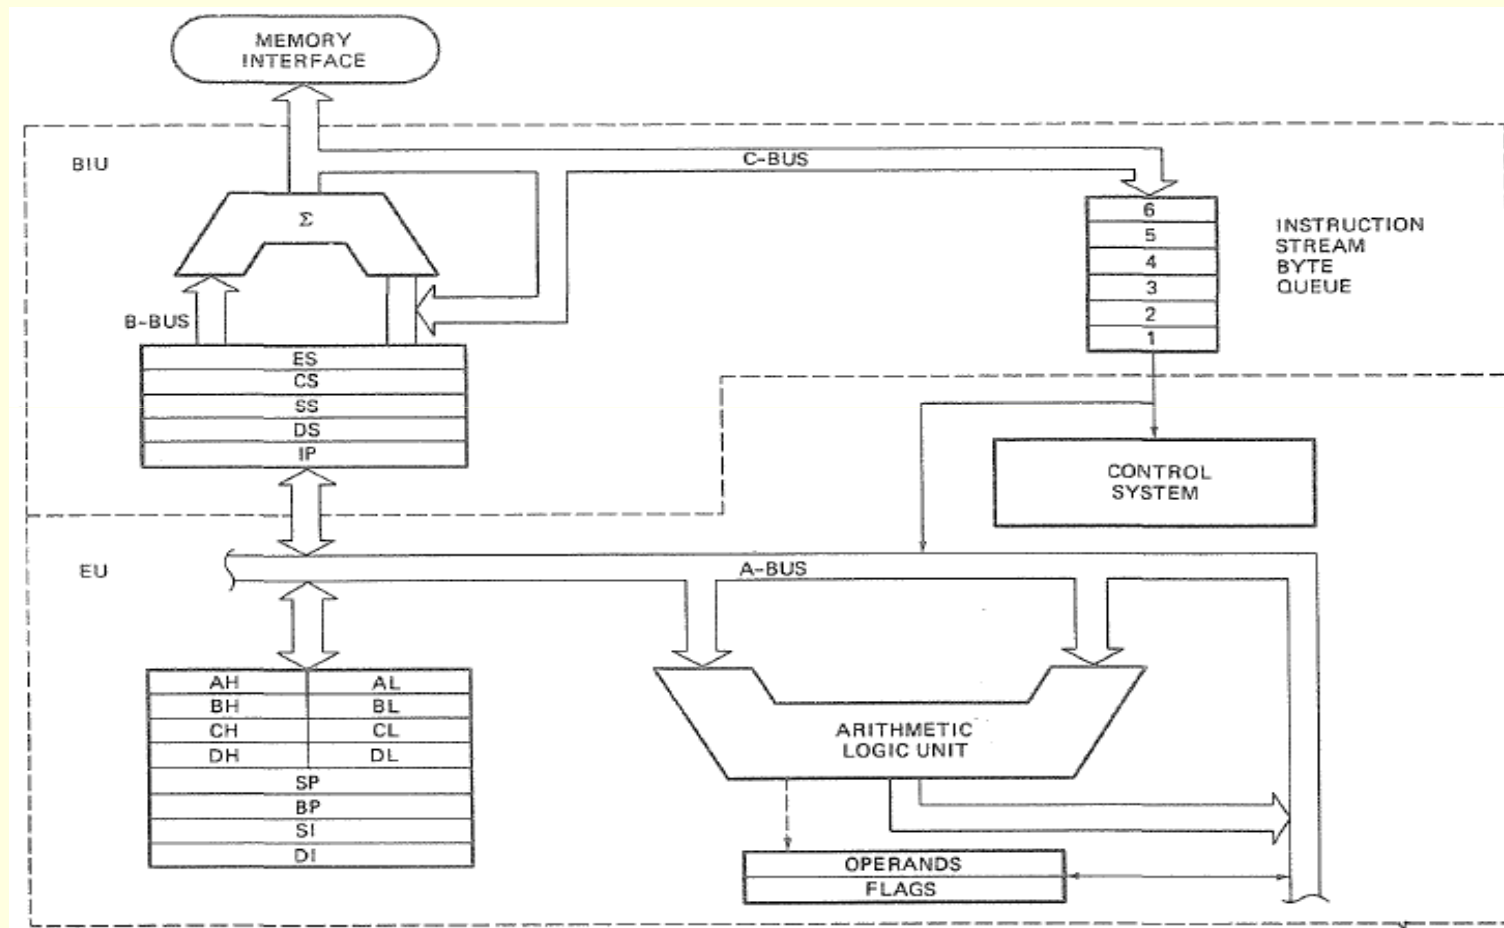 MEMORY
INTERFACE
BIU
C-BUS
Σ
6
5
4
3
2
1
INSTRUCTION
STREAM
BYTE
QUEUE
B-BUS
ES
CS
SS
DS
IP
CONTROL
SYSTEM
EU
A-BUS
AH AL
BH BL
CH CL
DH DL
SP
BP
SI
DI
ARITHMETIC
LOGIC UNIT
OPERANDS
FLAGS